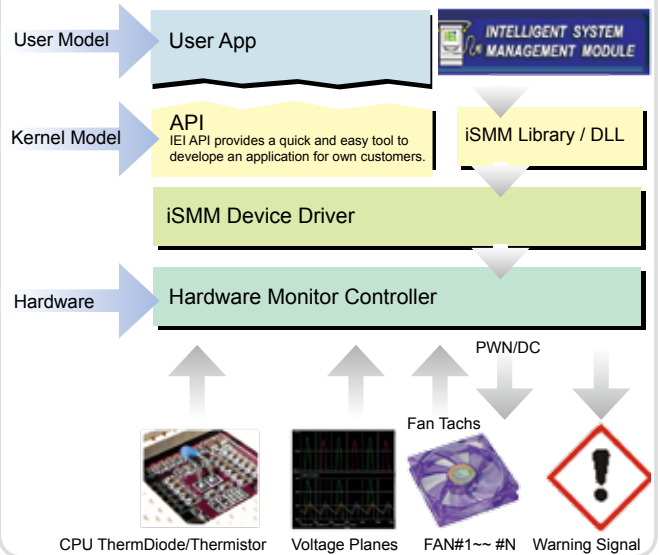 User Model
User App
INTELLIGENT SYSTEM
MANAGEMENT MODULE
Kernel Model
API
IEI API provides a quick and easy tool to
develope an application for own customers.
iSMM Library / DLL
iSMM Device Driver
Hardware
Hardware Monitor Controller
PWN/DC
Fan Tachs
CPU ThermDiode/Thermistor
Voltage Planes
FAN#1~~ #N
Warning Signal